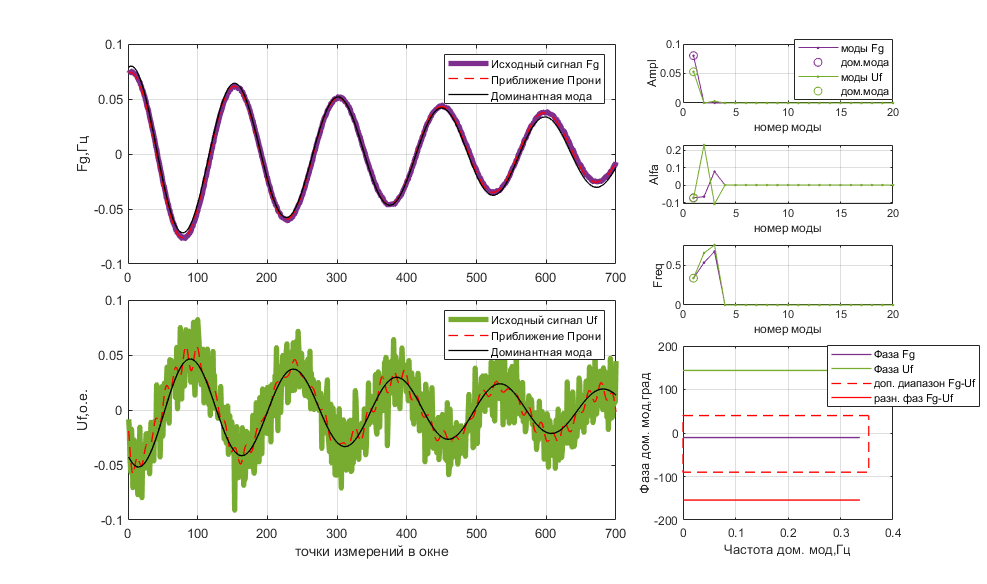 0.1
0.05
0
-0.05
-0.1
Fg,Гц
Исходный сигнал Fg
Приближение Прони
Доминантная мода
0 100 200 300 400 500 600 700
0.1
0.05
0
-0.05
-0.1
Uf,о.е.
Исходный сигнал Uf
Приближение Прони
Доминантная мода
0 100 200 300 400 500 600 700
точки измерений в окне
0.1
0.05
0
Ampl
моды Fg
дом.мода
моды Uf
дом.мода
0 5 10 15 20
номер моды
0.2
0.1
0
-0.1
Alfa
0 5 10 15 20
номер моды
0.5
0
Freq
0 5 10 15 20
номер моды
200
100
0
-100
-200
Фаза дом. мод,град
Фаза Fg
Фаза Uf
доп. диапазон Fg-Uf
разн. фаз Fg-Uf
0 0.1 0.2 0.3 0.4
Частота дом. мод,Гц